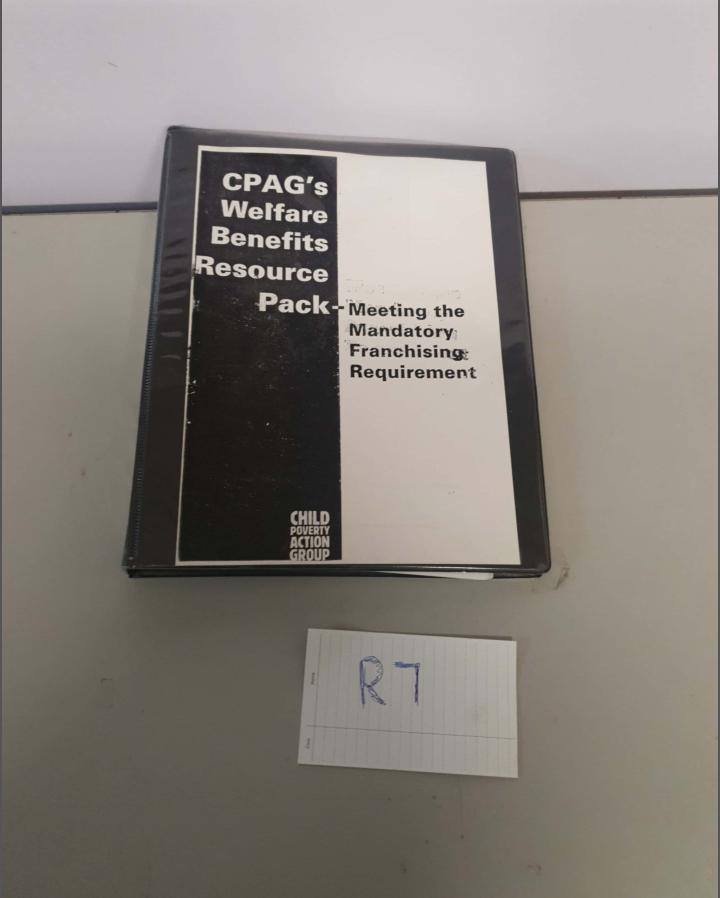 CPAG's
Welfare
Benefits
Resource
Pack-
Meeting the
Mandatory
Franchising
Requirement
CHILD
POVERTY
ACTION
GROUP
R7